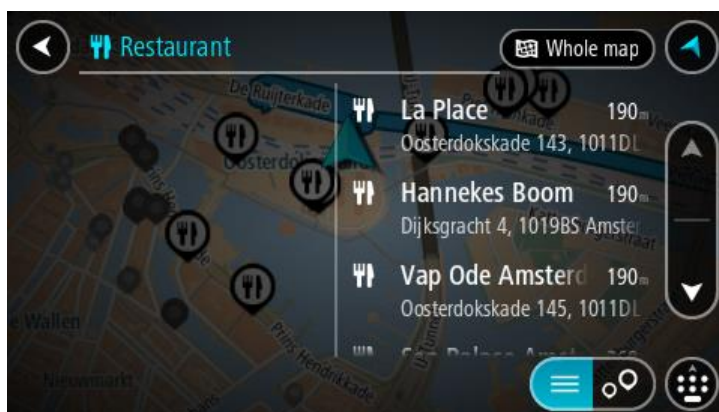 Restaurant
Whole map
De Ruijterkade
La Place 190m
Oosterdokskade 143, 1011DL
Hannekes Boom 190m
Dijksgracht 4, 1019BS Amster
Vap Ode Amsterd 190m
Oosterdokskade 145, 1011DL
Prins Hendrikkade
e Wallen
Nieuwmarkt